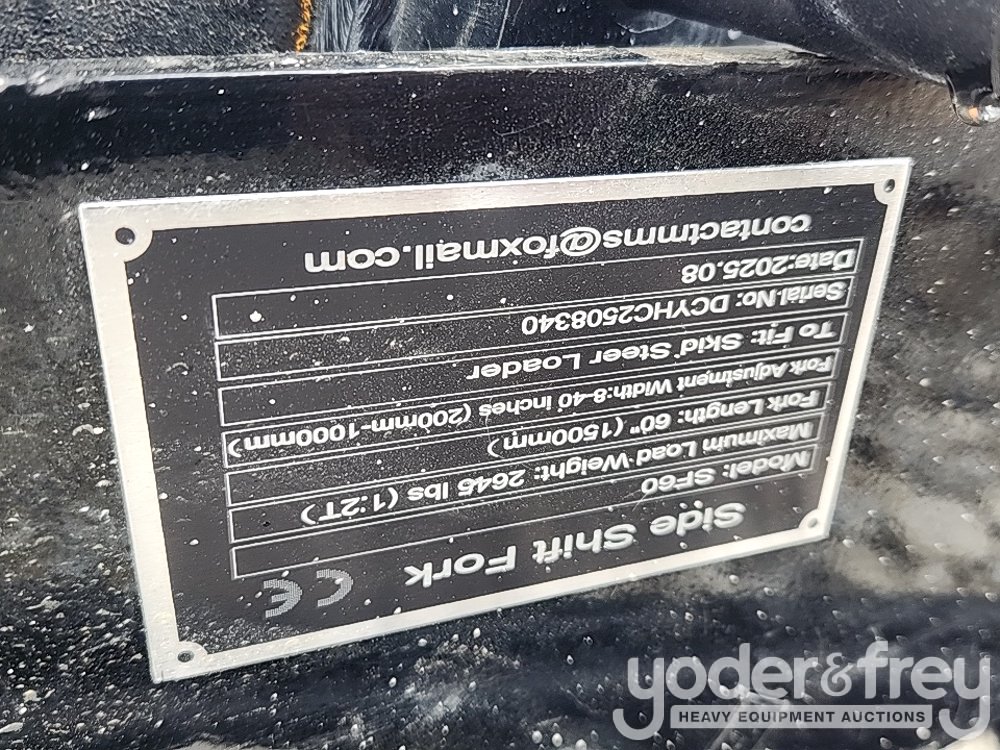 Side Shift Fork CE
Model: SF60
Maximum Load Weight: 2645 lbs (1.2T)
Fork Length: 60" (1500mm)
Fork Adjustment Width:8-40 inches (200mm-1000mm)
To Fit: Skid Steer Loader
Serial No: DCYHC2508340
Date:2025.08
contactmms@foxmail.com
yoder&frey
HEAVY EQUIPMENT AUCTIONS